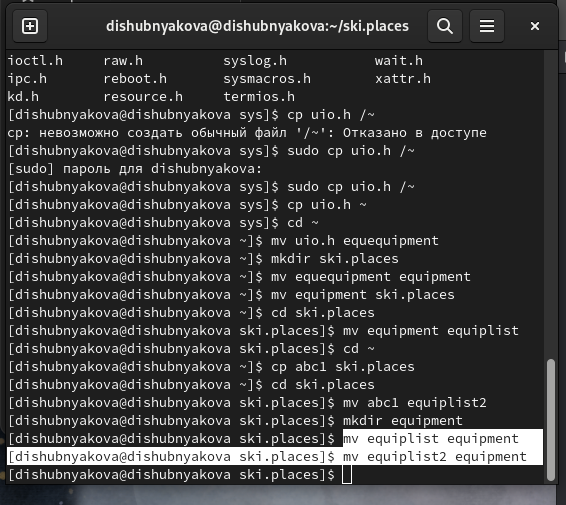 dishubnyakova@dishubnyakova:~/ski.places
ioctl.h raw.h syslog.h wait.h
ipc.h reboot.h sysmacros.h xattr.h
kd.h resource.h termios.h
[dishubnyakova@dishubnyakova sys]$ cp uio.h /~
cp: невозможно создать обычный файл '/~': Отказано в доступе
[dishubnyakova@dishubnyakova sys]$ sudo cp uio.h /~
[sudo] пароль для dishubnyakova:
[dishubnyakova@dishubnyakova sys]$ sudo cp uio.h /~
[dishubnyakova@dishubnyakova sys]$ cp uio.h ~
[dishubnyakova@dishubnyakova sys]$ cd ~
[dishubnyakova@dishubnyakova ~]$ mv uio.h equequipment
[dishubnyakova@dishubnyakova ~]$ mkdir ski.places
[dishubnyakova@dishubnyakova ~]$ mv equequipment equipment
[dishubnyakova@dishubnyakova ~]$ mv equipment ski.places
[dishubnyakova@dishubnyakova ~]$ cd ski.places
[dishubnyakova@dishubnyakova ski.places]$ mv equipment equiplist
[dishubnyakova@dishubnyakova ski.places]$ cd ~
[dishubnyakova@dishubnyakova ~]$ cp abc1 ski.places
[dishubnyakova@dishubnyakova ~]$ cd ski.places
[dishubnyakova@dishubnyakova ski.places]$ mv abc1 equiplist2
[dishubnyakova@dishubnyakova ski.places]$ mkdir equipment
[dishubnyakova@dishubnyakova ski.places]$ mv equiplist equipment
[dishubnyakova@dishubnyakova ski.places]$ mv equiplist2 equipment
[dishubnyakova@dishubnyakova ski.places]$